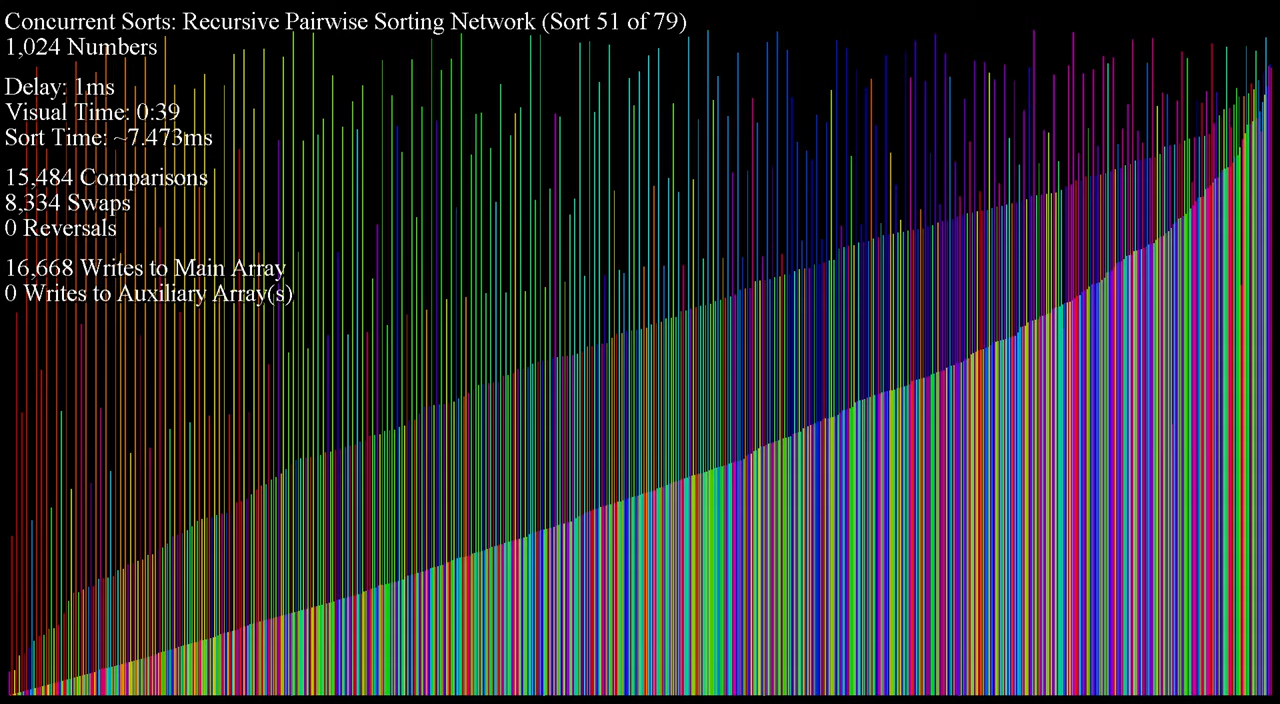 Concurrent Sorts: Recursive Pairwise Sorting Network (Sort 51 of 79)
1,024 Numbers
Delay: 1ms
Visual Time: 0:39
Sort Time: ~7.473ms
15,484 Comparisons
8,334 Swaps
0 Reversals
16,668 Writes to Main Array
0 Writes to Auxiliary Array(s)